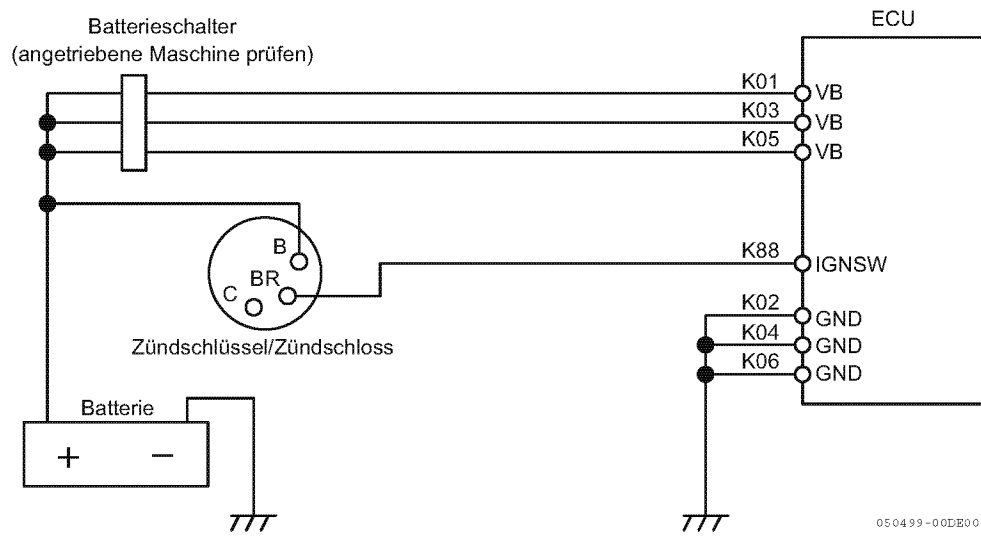 Batterieschalter
(angetriebene Maschine prüfen)
ECU
K01
VB
K03
VB
K05
VB
B
BR
C
Zündschlüssel/Zündschloss
K88
IGNSW
K02
GND
K04
GND
K06
GND
Batterie
+ −
050499-00DE00